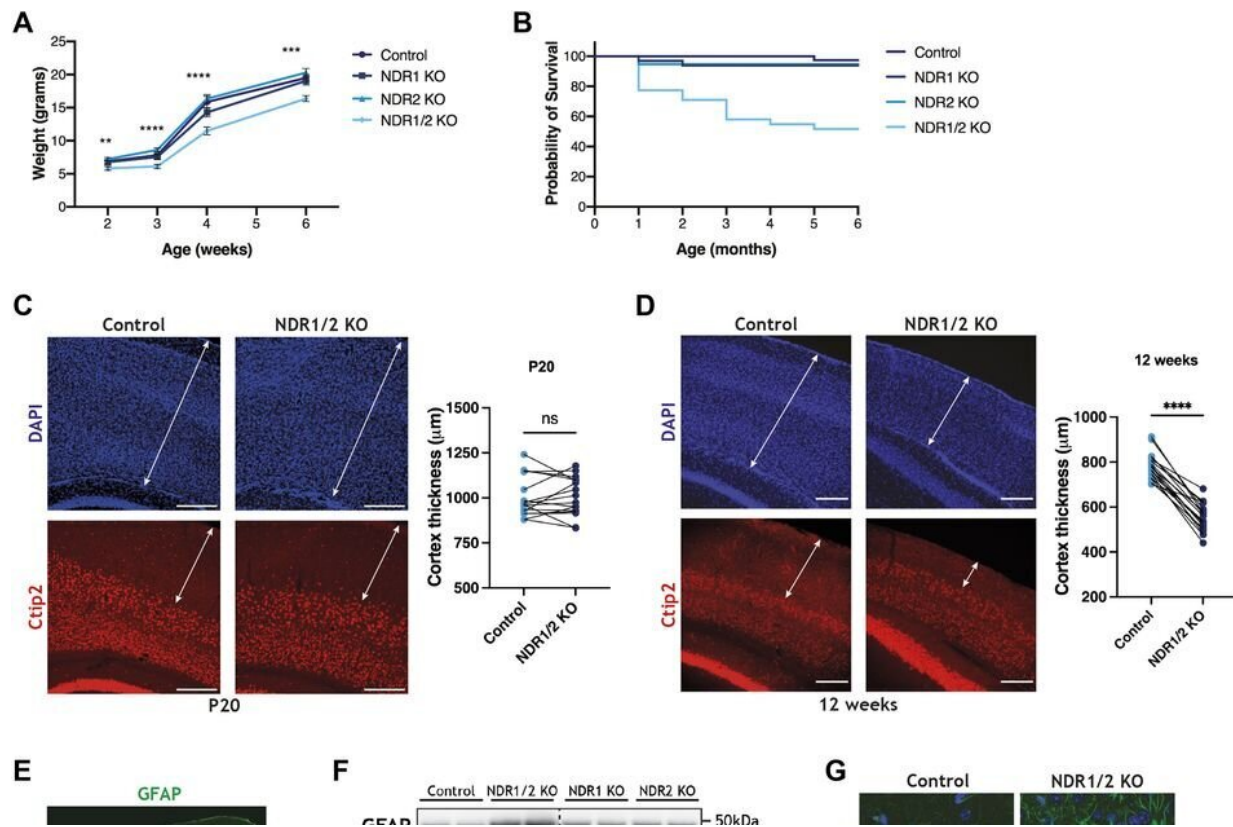 A
Weight (grams)
25
20
15
10
5
0
**
****
****
***
2
3
4
5
6
Age (weeks)
Control
NDR1 KO
NDR2 KO
NDR1/2 KO
B
Probability of Survival
100
80
60
40
20
0
0
1
2
3
4
5
6
Age (months)
Control
NDR1 KO
NDR2 KO
NDR1/2 KO
C
Control
NDR1/2 KO
DAPI
Ctip2
P20
P20
Cortex thickness (μm)
1500
1250
1000
750
500
ns
Control
NDR1/2 KO
D
Control
NDR1/2 KO
12 weeks
12 weeks
Cortex thickness (μm)
1000
800
600
400
200
****
Control
NDR1/2 KO
E
GFAP
F
Control
NDR1/2 KO
NDR1 KO
NDR2 KO
GFAP
50kDa
G
Control
NDR1/2 KO